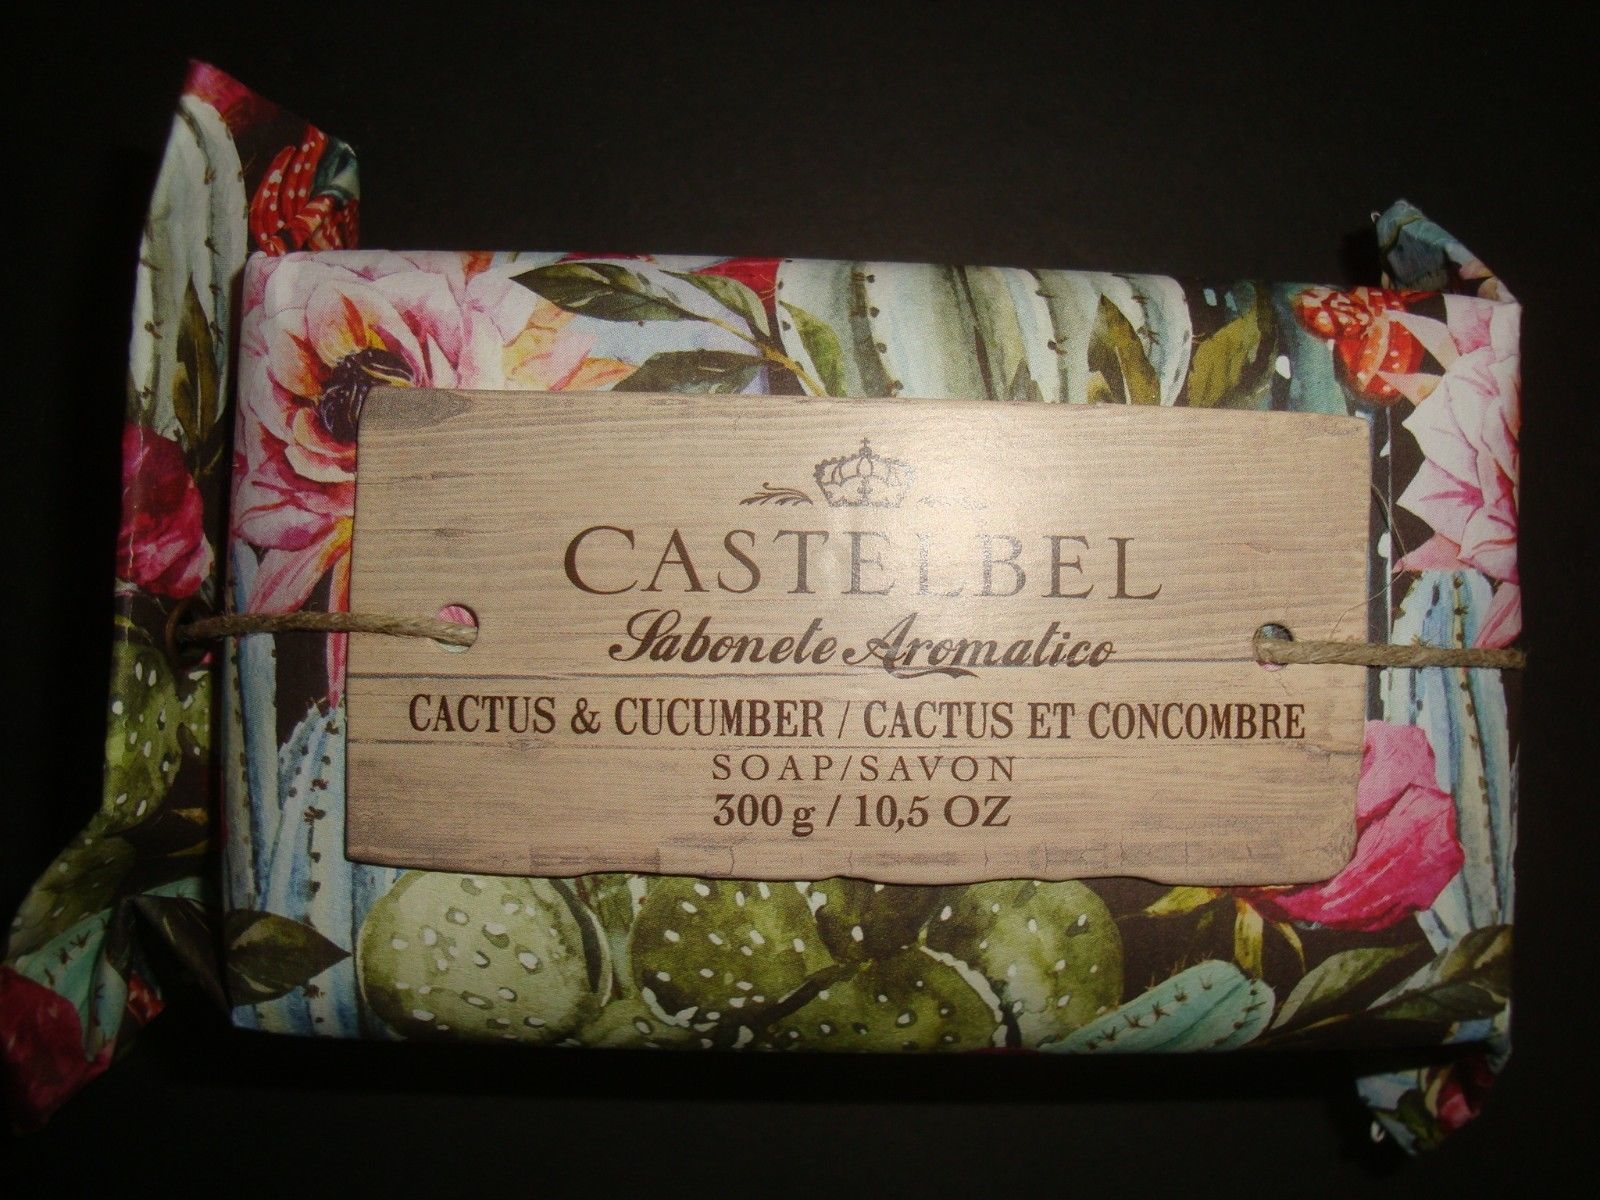 CASTELBEL
Sabonete Aromatico
CACTUS & CUCUMBER / CACTUS ET CONCOMBRE
SOAP/SAVON
300 g / 10,5 OZ